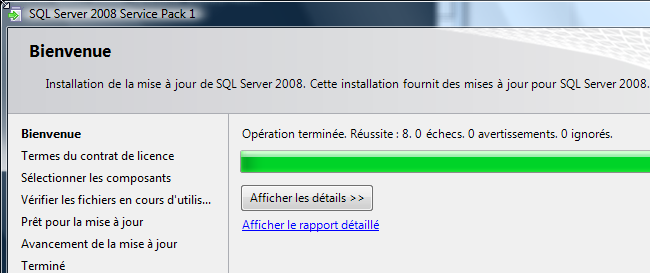 SQL Server 2008 Service Pack 1
Bienvenue
Installation de la mise à jour de SQL Server 2008. Cette installation fournit des mises à jour pour SQL Server 2008.
Bienvenue
Opération terminée. Réussite : 8. 0 échecs. 0 avertissements. 0 ignorés.
Termes du contrat de licence
Sélectionner les composants
Vérifier les fichiers en cours d'utilis...
Afficher les détails >>
Prêt pour la mise à jour
Afficher le rapport détaillé
Avancement de la mise à jour
Terminé